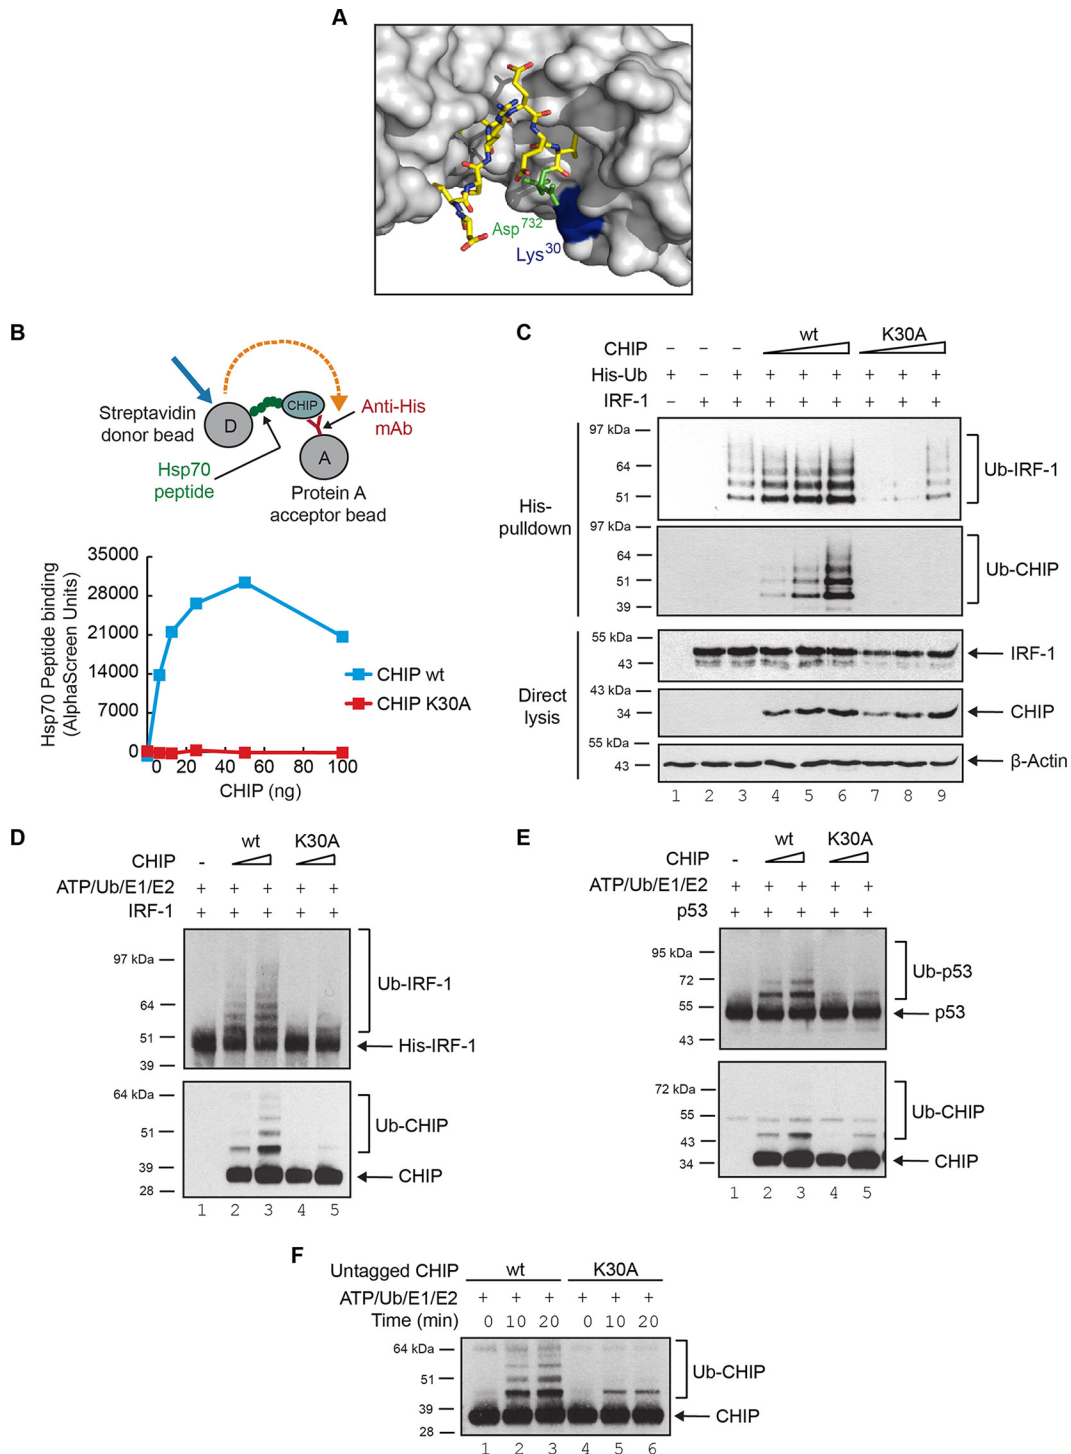 A
Asp732
Lys30
B
Streptavidin
donor bead
D
CHIP
A
Anti-His
mAb
Hsp70
peptide
Protein A
acceptor bead
Hsp70 Peptide binding
(AlphaScreen Units)
35000
28000
21000
14000
7000
0
0 20 40 60 80 100
CHIP (ng)
CHIP wt
CHIP K30A
C
wt K30A
CHIP – – –
His-Ub + + + + + + + + +
IRF-1 – + + + + + + + +
His-
pulldown
97 kDa
64
51
Ub-IRF-1
97 kDa
64
51
39
Ub-CHIP
Direct
lysis
55 kDa
43
IRF-1
43 kDa
34
CHIP
55 kDa
43
β-Actin
1 2 3 4 5 6 7 8 9
D
wt K30A
CHIP -
ATP/Ub/E1/E2 + + + + +
IRF-1 + + + + +
97 kDa
64
51
39
Ub-IRF-1
His-IRF-1
64 kDa
51
39
28
Ub-CHIP
CHIP
1 2 3 4 5
E
wt K30A
CHIP -
ATP/Ub/E1/E2 + + + + +
p53 + + + + +
95 kDa
72
55
43
Ub-p53
p53
72 kDa
55
43
34
Ub-CHIP
CHIP
1 2 3 4 5
F
Untagged CHIP wt K30A
ATP/Ub/E1/E2 + + + + + +
Time (min) 0 10 20 0 10 20
64 kDa
51
39
28
Ub-CHIP
CHIP
1 2 3 4 5 6